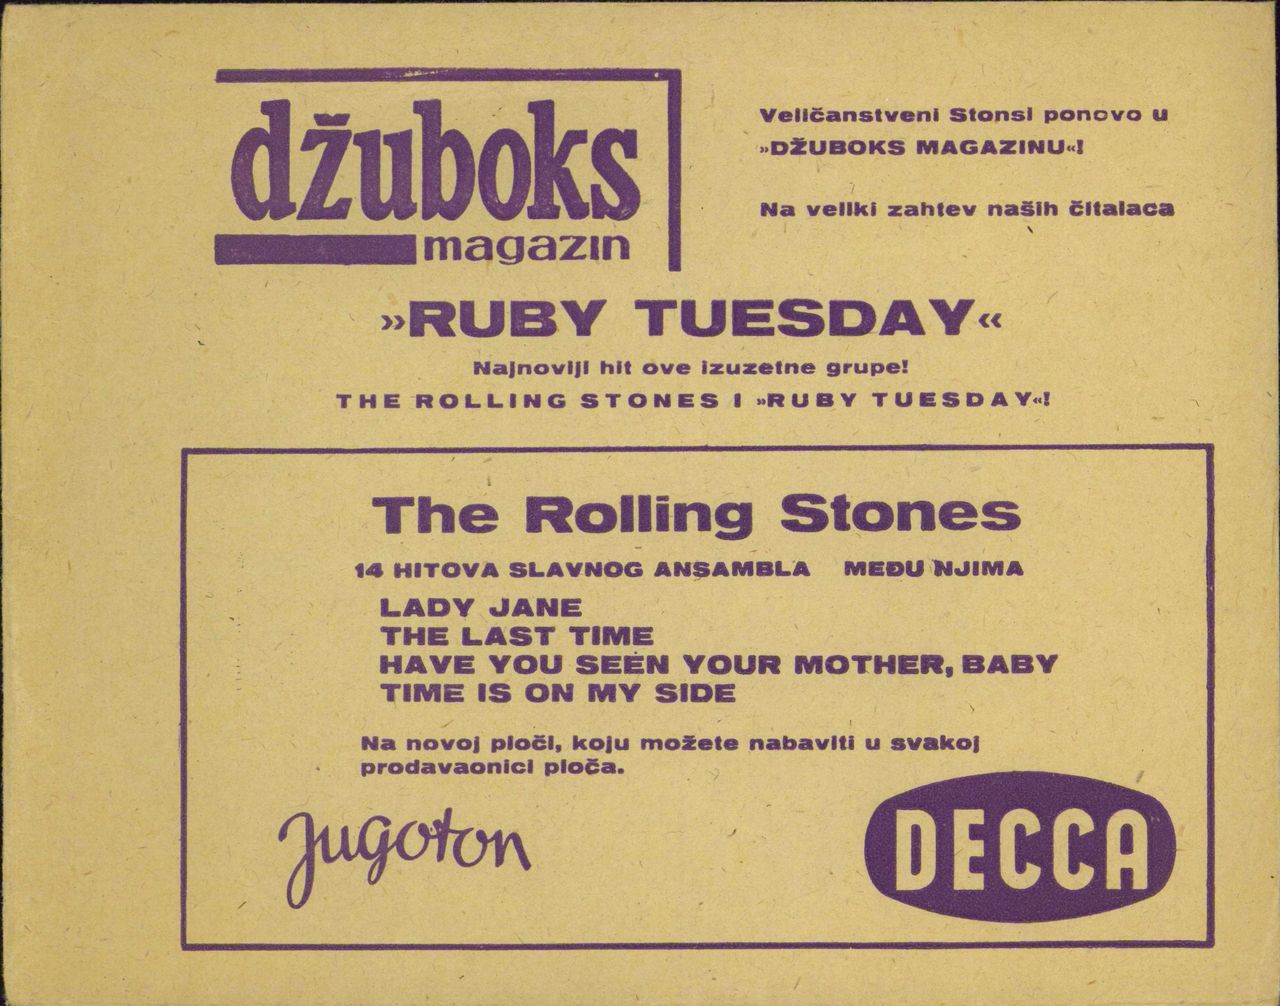 džuboks
magazin
Veličanstveni Stonsi ponovo u
»DŽUBOKS MAGAZINU«!
Na veliki zahtev naših čitalaca
»RUBY TUESDAY«
Najnoviji hit ove izuzetne grupe!
THE ROLLING STONES I »RUBY TUESDAY«!
The Rolling Stones
14 HITOVA SLAVNOG ANSAMBLA MEĐU NJIMA
LADY JANE
THE LAST TIME
HAVE YOU SEEN YOUR MOTHER, BABY
TIME IS ON MY SIDE
Na novoj ploči, koju možete nabaviti u svakoj
prodavaonici ploča.
Jugoton
DECCA